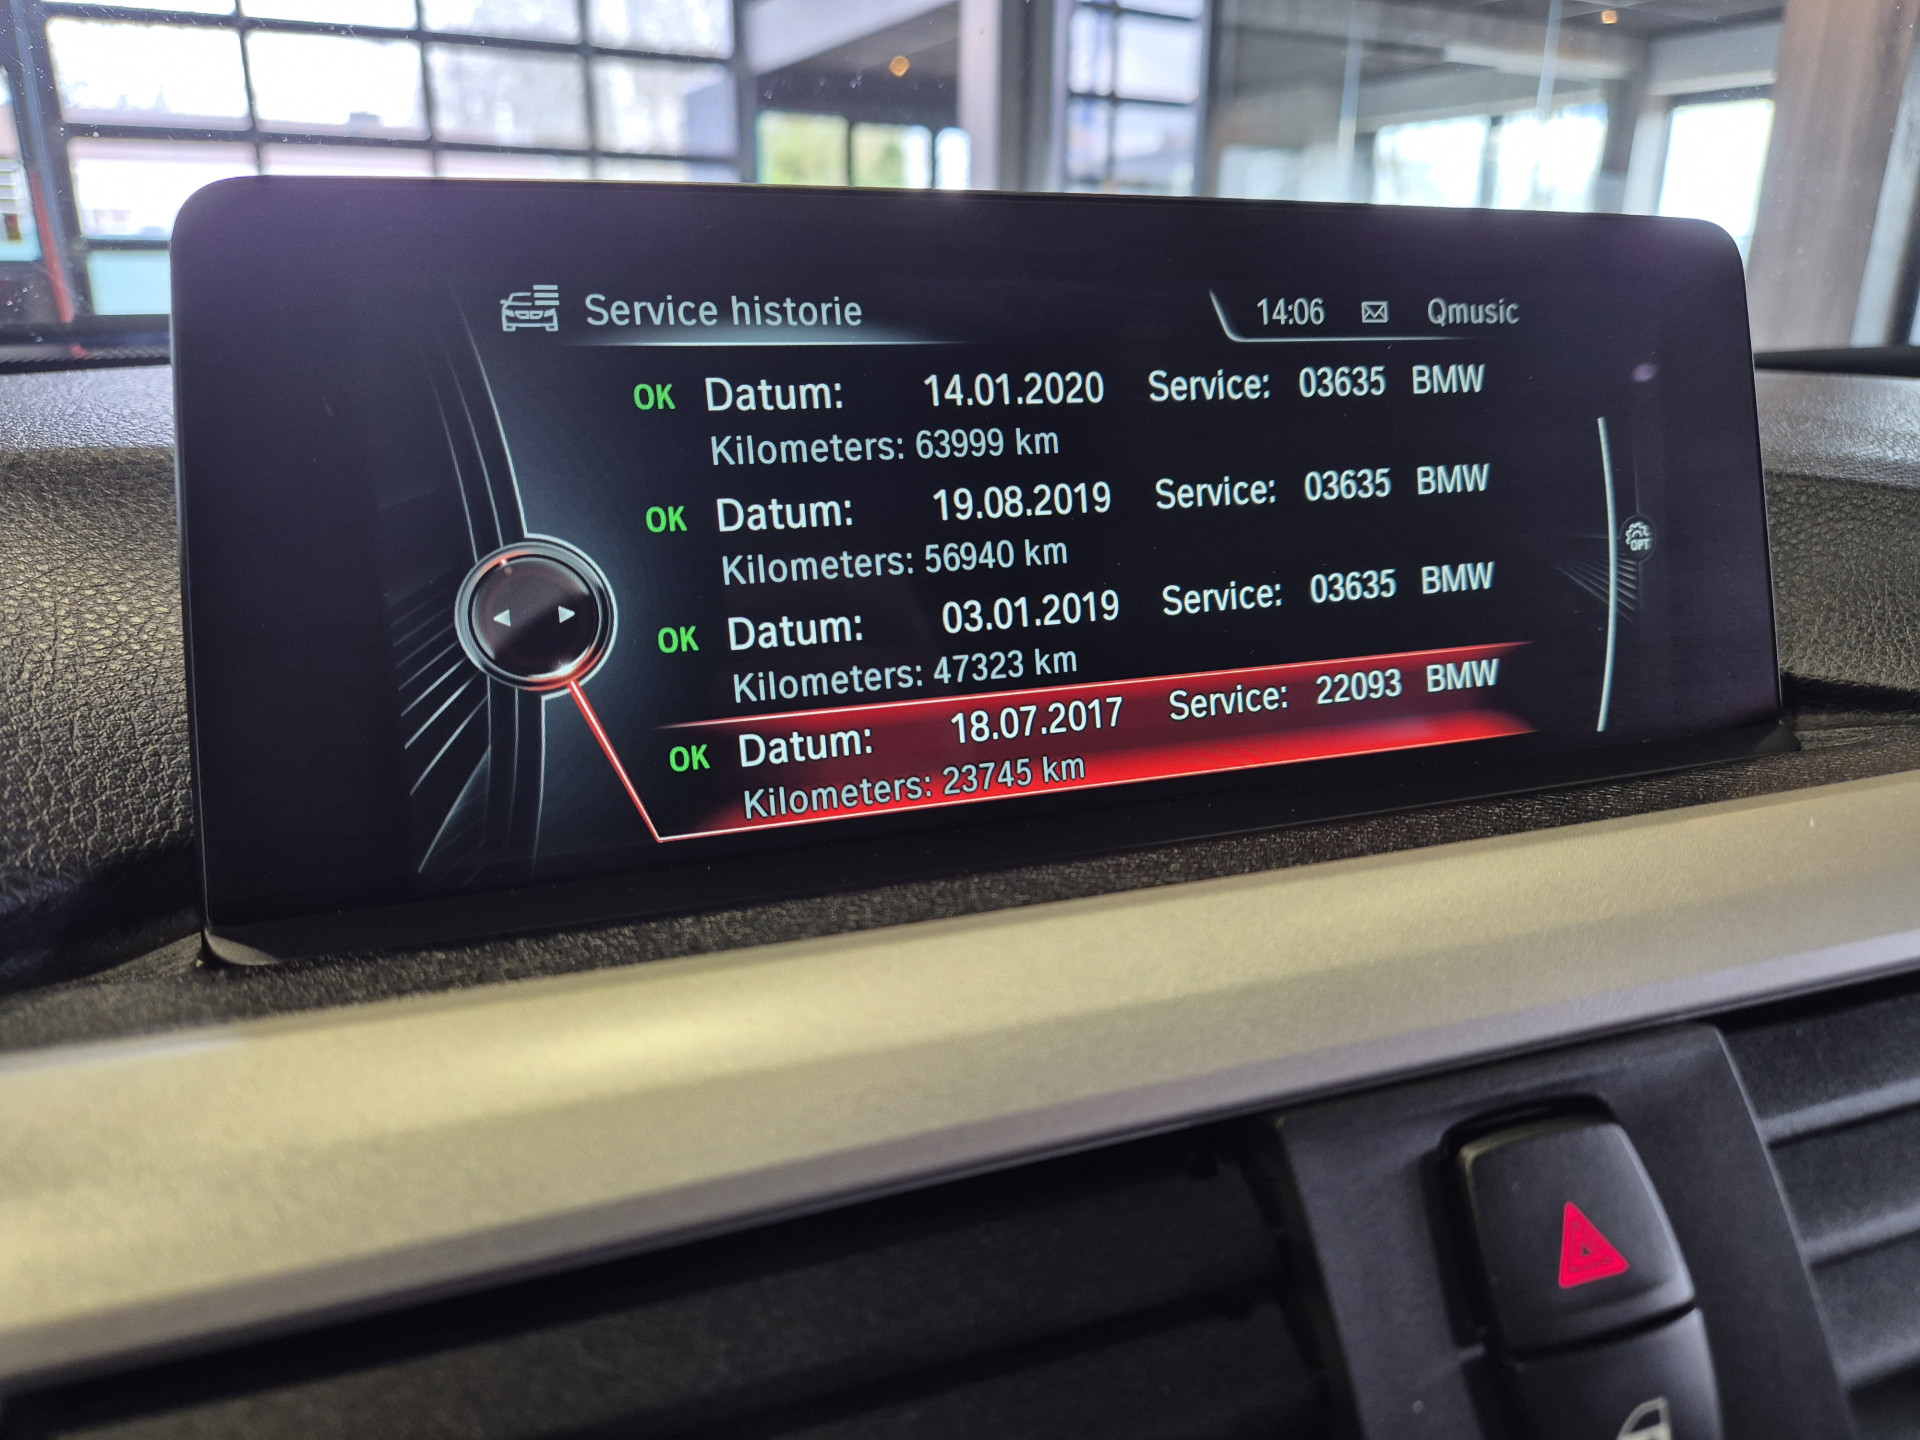 Service historie 14:06 Qmusic
OK Datum: 14.01.2020 Service: 03635 BMW
Kilometers: 63999 km
OK Datum: 19.08.2019 Service: 03635 BMW
Kilometers: 56940 km
OK Datum: 03.01.2019 Service: 03635 BMW
Kilometers: 47323 km
OK Datum: 18.07.2017 Service: 22093 BMW
Kilometers: 23745 km
OPT